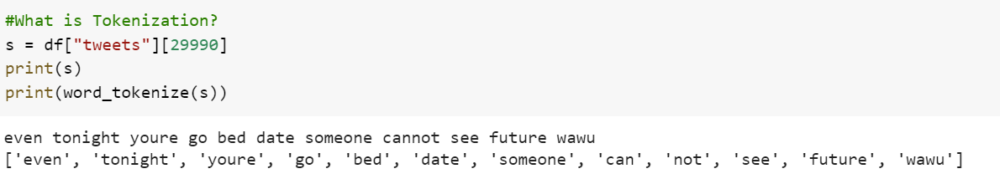 #What is Tokenization?
s = df["tweets"][29990]
print(s)
print(word_tokenize(s))
even tonight youre go bed date someone cannot see future wawu
['even', 'tonight', 'youre', 'go', 'bed', 'date', 'someone', 'can', 'not', 'see', 'future', 'wawu']